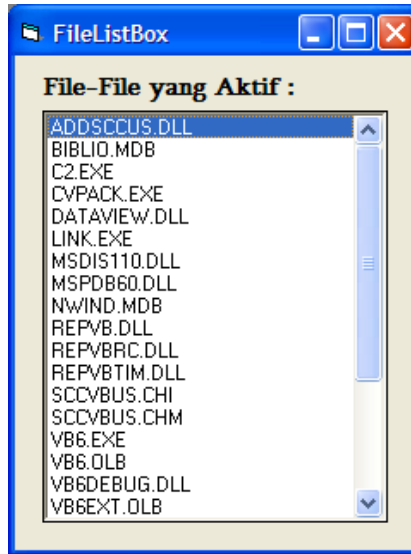 FileListBox
File-File yang Aktif :
ADDSCCUS.DLL
BIBLIO.MDB
C2.EXE
CVPACK.EXE
DATAVIEW.DLL
LINK.EXE
MSDIS110.DLL
MSPDB60.DLL
NWIND.MDB
REPVB.DLL
REPVBRC.DLL
REPVBTIM.DLL
SCCVBUS.CHI
SCCVBUS.CHM
VB6.EXE
VB6.OLB
VB6DEBUG.DLL
VB6EXT.OLB